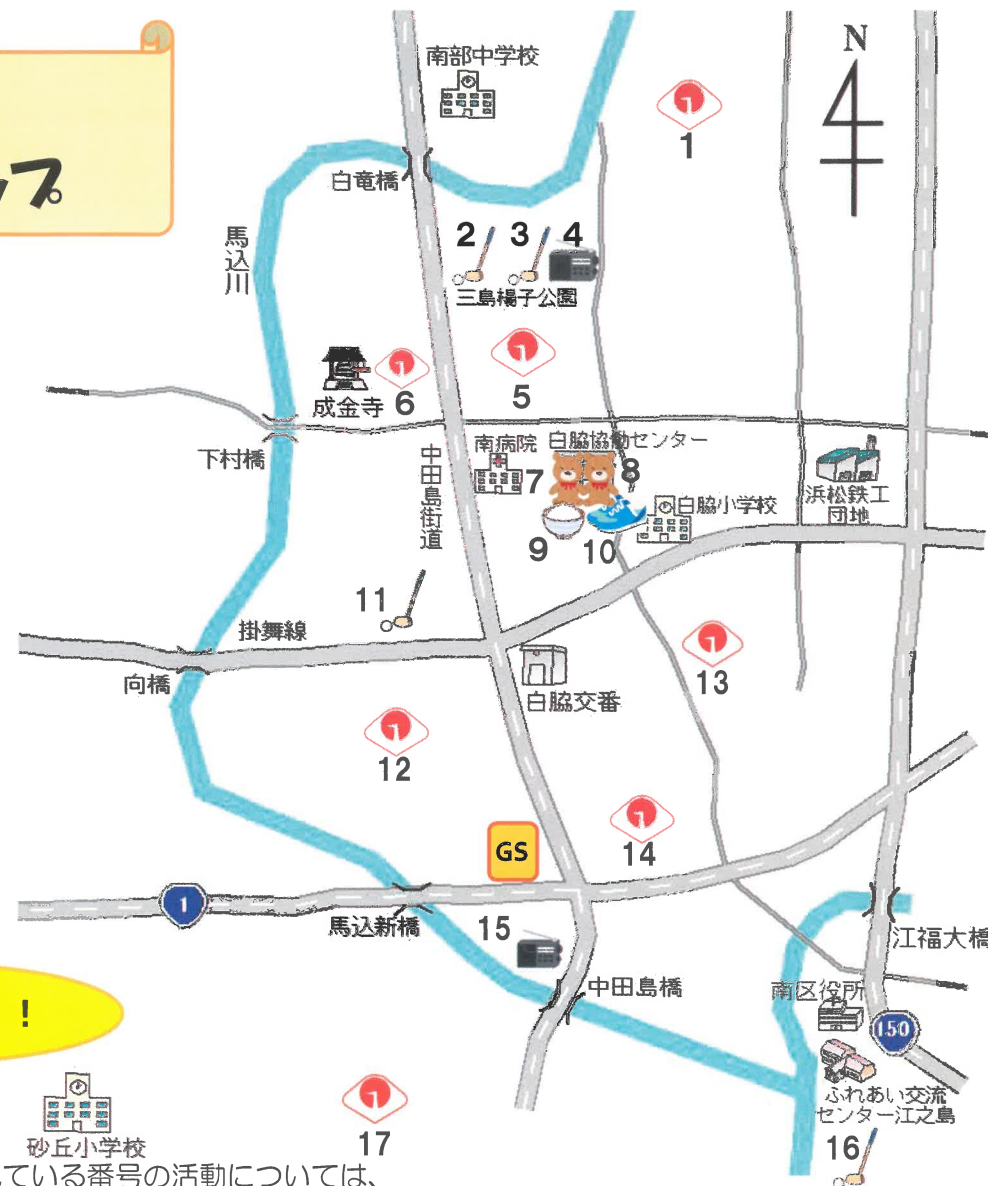 ップ
N
南部中学校
1
白竜橋
馬込川
2 3 4
三島楊子公園
成金寺
6
5
下村橋
中田島街道
南病院
白脇協働センター
7
8
白脇小学校
浜松鉄工
団地
9
10
11
掛舞線
向橋
白脇交番
13
12
14
GS
1
馬込新橋
15
江福大橋
中田島橋
南区役所
150
!
ふれあい交流
センター江之島
砂丘小学校
17
16
している番号の活動については、